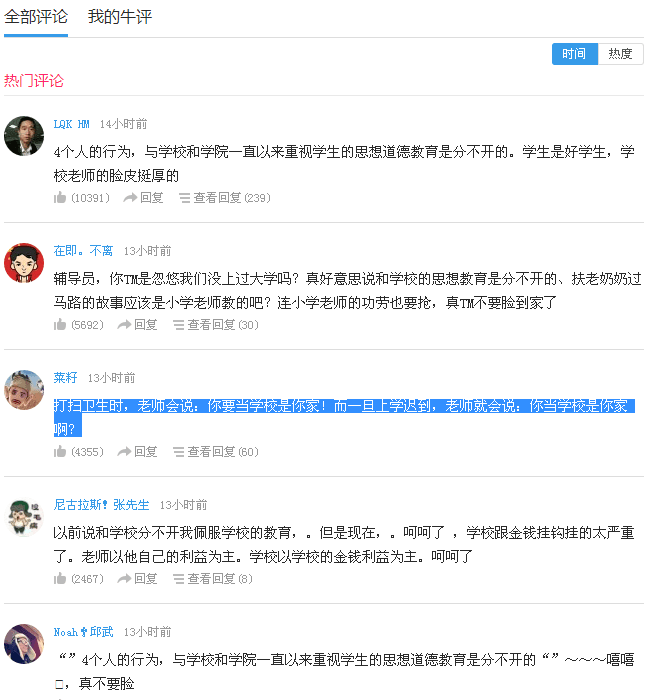 全部评论 我的牛评
时间 热度
热门评论
LQK HM 14小时前
4个人的行为，与学校和学院一直以来重视学生的思想道德教育是分不开的。学生是好学生，学
校老师的脸皮挺厚的
(10391) 回复 查看回复(239)
在即。不离 13小时前
辅导员，你TM是忽悠我们没上过大学吗？真好意思说和学校的思想教育是分不开的、扶老奶奶过
马路的故事应该是小学老师教的吧？连小学老师的功劳也要抢，真TM不要脸到家了
(5692) 回复 查看回复(30)
菜籽 13小时前
打扫卫生时，老师会说：你要当学校是你家！而一旦上学迟到，老师就会说：你当学校是你家
啊？
(4355) 回复 查看回复(60)
尼古拉斯！张先生 13小时前
以前说和学校分不开我佩服学校的教育，。但是现在，。呵呵了 ，学校跟金钱挂钩挂的太严重
了。老师以他自己的利益为主。学校以学校的金钱利益为主。呵呵了
(2467) 回复 查看回复(8)
Noah✟邱武 13小时前
“”4个人的行为，与学校和学院一直以来重视学生的思想道德教育是分不开的“”～～～嘻嘻
，真不要脸